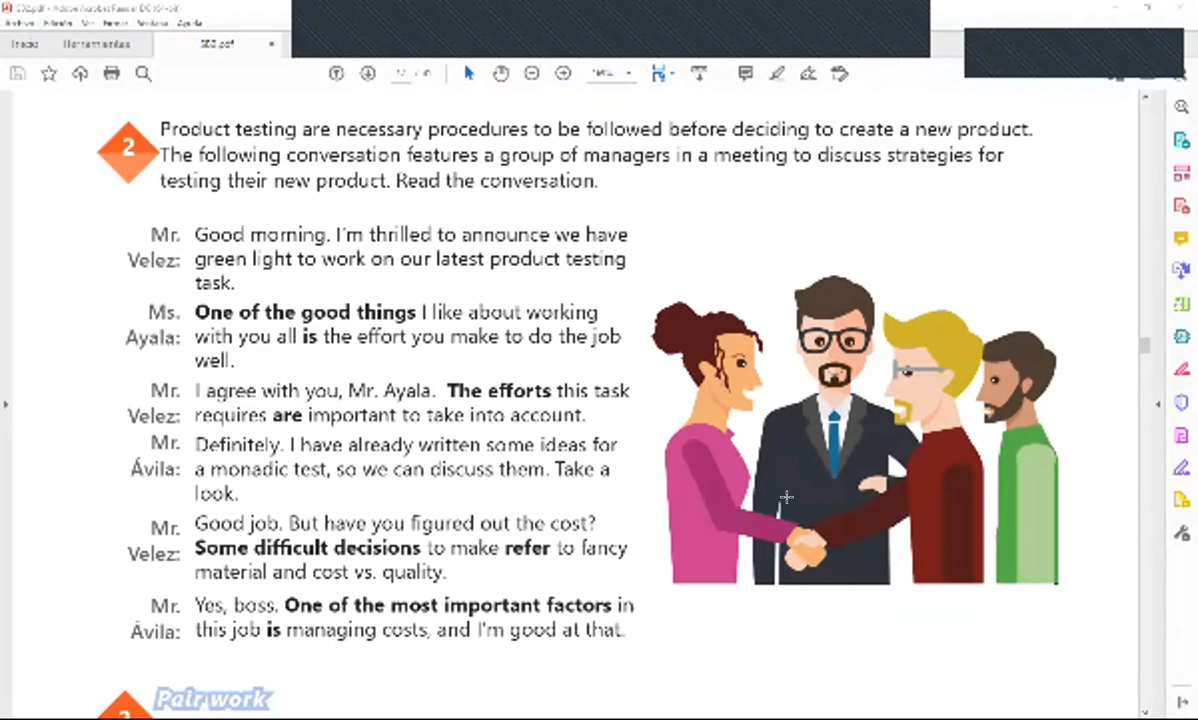 Inicio
Herramientas
2
Product testing are necessary procedures to be followed before deciding to create a new product.
The following conversation features a group of managers in a meeting to discuss strategies for
testing their new product. Read the conversation.
Mr. Velez: Good morning. I'm thrilled to announce we have
green light to work on our latest product testing
task.
Ms. Ayala: One of the good things I like about working
with you all is the effort you make to do the job
well.
Mr. Velez: I agree with you, Mr. Ayala. The efforts this task
requires are important to take into account.
Mr. Ávila: Definitely. I have already written some ideas for
a monadic test, so we can discuss them. Take a
look.
Mr. Velez: Good job. But have you figured out the cost?
Some difficult decisions to make refer to fancy
material and cost vs. quality.
Mr. Ávila: Yes, boss. One of the most important factors in
this job is managing costs, and I'm good at that.
Pair work